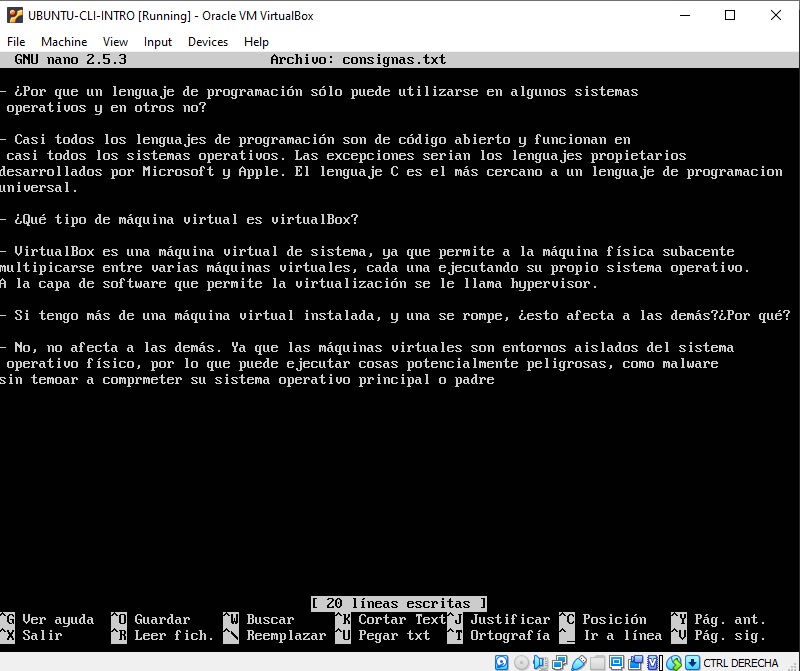 UBUNTU-CLI-INTRO [Running] - Oracle VM VirtualBox
File Machine View Input Devices Help
GNU nano 2.5.3 Archivo: consignas.txt
- ¿Por que un lenguaje de programación sólo puede utilizarse en algunos sistemas
operativos y en otros no?
- Casi todos los lenguajes de programación son de código abierto y funcionan en
casi todos los sistemas operativos. Las excepciones serian los lenguajes propietarios
desarrollados por Microsoft y Apple. El lenguaje C es el más cercano a un lenguaje de programacion
universal.
- ¿Qué tipo de máquina virtual es virtualBox?
- VirtualBox es una máquina virtual de sistema, ya que permite a la máquina física subacente
multipicarse entre varias máquinas virtuales, cada una ejecutando su propio sistema operativo.
A la capa de software que permite la virtualización se le llama hypervisor.
- Si tengo más de una máquina virtual instalada, y una se rompe, ¿esto afecta a las demás?¿Por qué?
- No, no afecta a las demás. Ya que las máquinas virtuales son entornos aislados del sistema
operativo físico, por lo que puede ejecutar cosas potencialmente peligrosas, como malware
sin temoar a comprmeter su sistema operativo principal o padre
[ 20 líneas escritas ]
^G Ver ayuda ^O Guardar ^W Buscar ^K Cortar Text ^J Justificar ^C Posición ^Y Pág. ant.
^X Salir ^R Leer fich. ^\ Reemplazar ^U Pegar txt ^T Ortografía ^_ Ir a línea ^V Pág. sig.
CTRL DERECHA